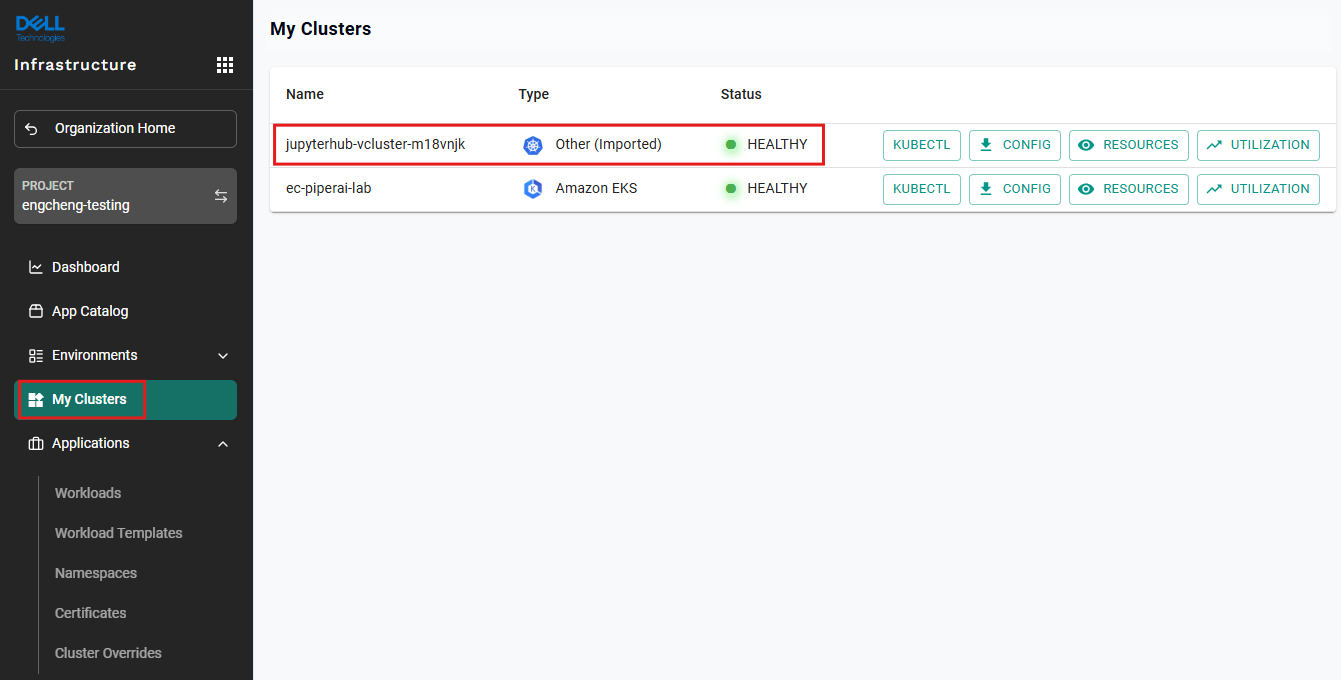 DELL
Technologies
Infrastructure
Organization Home
PROJECT
engcheng-testing
Dashboard
App Catalog
Environments
My Clusters
Applications
Workloads
Workload Templates
Namespaces
Certificates
Cluster Overrides
My Clusters
Name Type Status
jupyterhub-vcluster-m18vnjk Other (Imported) HEALTHY KUBECTL CONFIG RESOURCES UTILIZATION
ec-piperai-lab K Amazon EKS HEALTHY KUBECTL CONFIG RESOURCES UTILIZATION